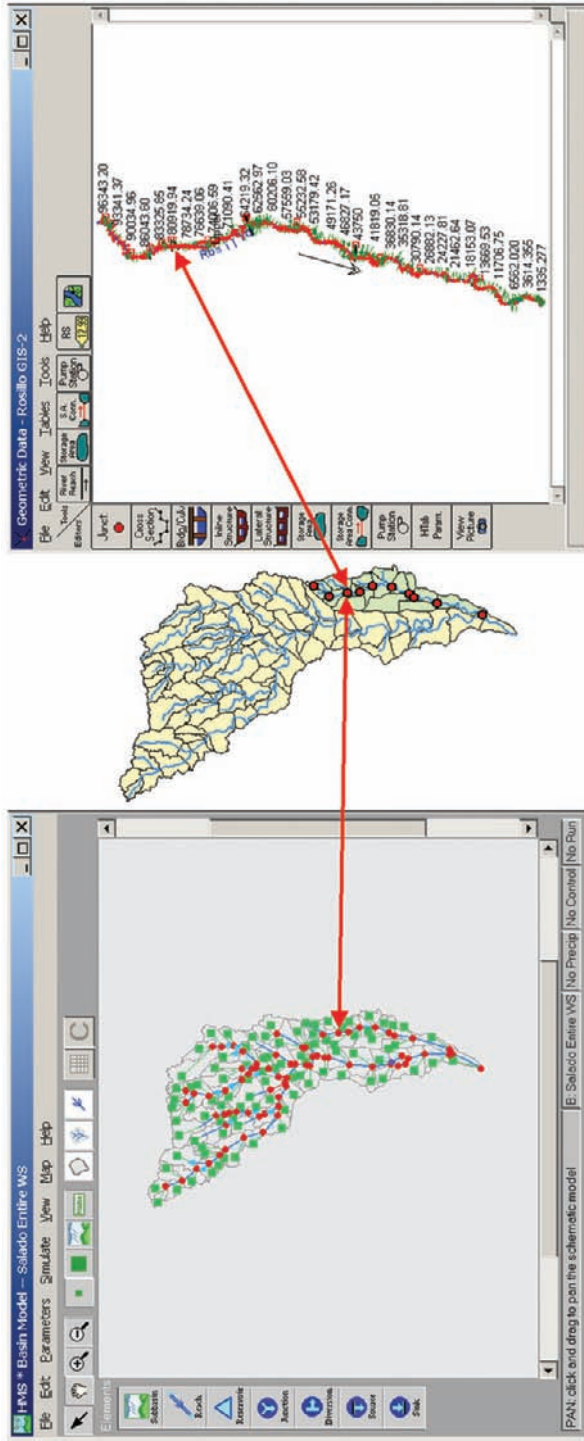 HMS * Basin Model -- Salado Entire WS
File Edit Parameters Simulate View Map Help
Elements
Subbasin
Reach
Reservoir
Junction
Diversion
Source
Sink
PAN: click and drag to pan the schematic model
B: Salado Entire WS
No Precip
No Control
No Run
Geometric Data - Rosillo GIS-2
File Edit View Tables Tools Help
Tools
Editors
River Reach
Storage Area
S.A. Conn.
Pump Station
RS
Junct.
Cross Section
Brdg/Culv
Inline Structure
Lateral Structure
Storage Area
Storage Area Conn.
Pump Station
HTab Param.
View Picture
96343.20
93341.37
90034.96
86043.60
83325.85
80919.94
78734.24
76639.06
74006.59
71090.41
64219.32
62962.97
60206.10
57589.03
55232.58
53179.42
49171.26
46827.17
43750
41819.05
38830.14
35318.81
30790.14
26882.13
24227.81
21462.64
18153.07
13669.53
11706.75
6562.020
3614.355
1335.277